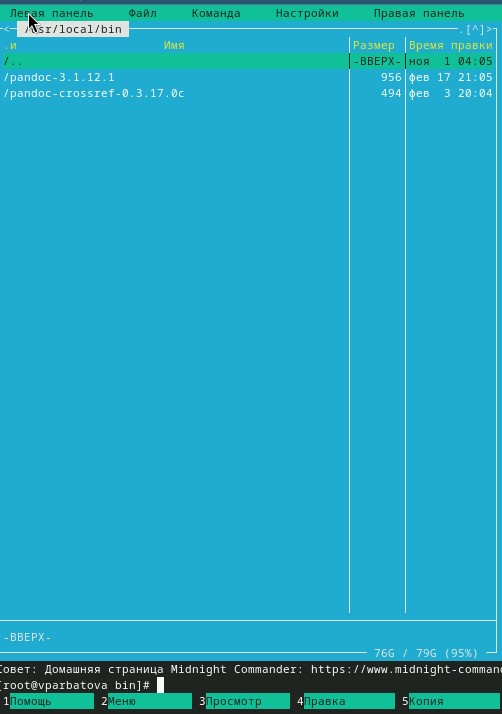 Левая панель Файл Команда Настройки Правая панель
<- /usr/local/bin .[^]>
.и Имя Размер Время правки
/.. -ВВЕРХ- ноя 1 04:05
/pandoc-3.1.12.1 956 фев 17 21:05
/pandoc-crossref-0.3.17.0c 494 фев 3 20:04
-ВВЕРХ-
76G / 79G (95%)
Совет: Домашняя страница Midnight Commander: https://www.midnight-comman
[root@vparbatova bin]#
1Помощь 2Меню 3Просмотр 4Правка 5Копия